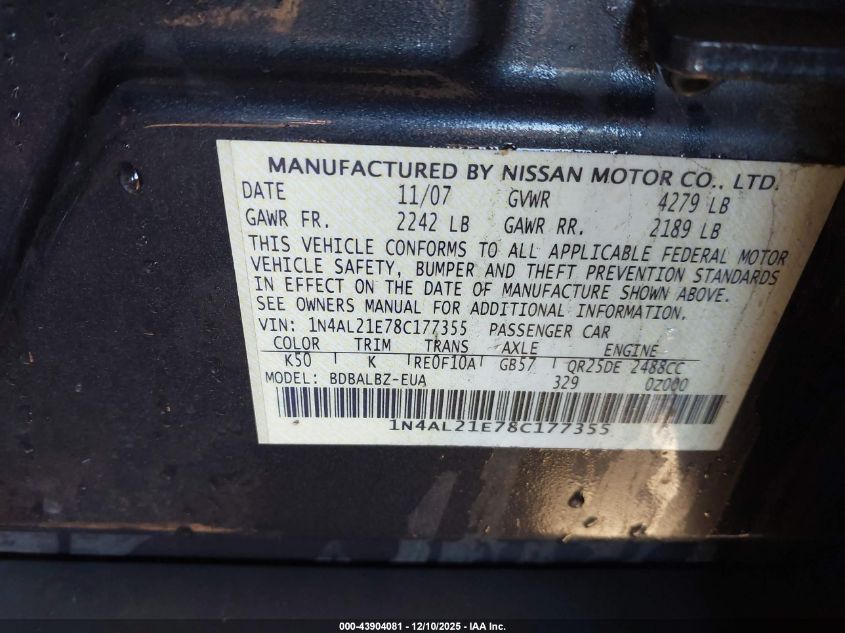 MANUFACTURED BY NISSAN MOTOR CO., LTD.
DATE 11/07 GVWR 4279 LB
GAWR FR. 2242 LB GAWR RR. 2189 LB
THIS VEHICLE CONFORMS TO ALL APPLICABLE FEDERAL MOTOR
VEHICLE SAFETY, BUMPER AND THEFT PREVENTION STANDARDS
IN EFFECT ON THE DATE OF MANUFACTURE SHOWN ABOVE.
SEE OWNERS MANUAL FOR ADDITIONAL INFORMATION.
VIN: 1N4AL21E78C177355 PASSENGER CAR
COLOR TRIM TRANS AXLE ENGINE
K50 K RE0F10A GB57 QR25DE 2488CC
MODEL: BDBALBZ-EUA 329 0Z000
1N4AL21E78C177355
000-43904081 - 12/10/2025 - IAA Inc.